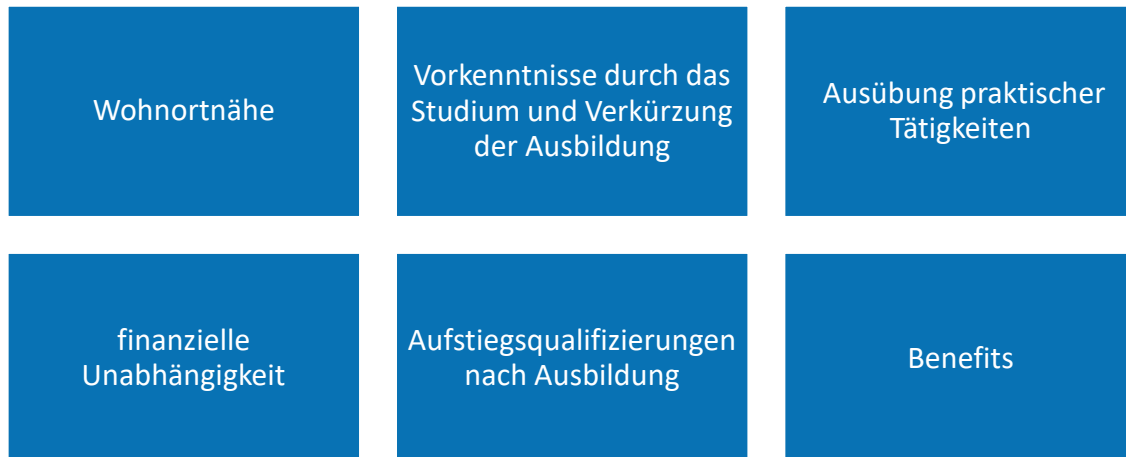 Wohnortnähe
Vorkenntnisse durch das
Studium und Verkürzung
der Ausbildung
Ausübung praktischer
Tätigkeiten
finanzielle
Unabhängigkeit
Aufstiegsqualifizierungen
nach Ausbildung
Benefits